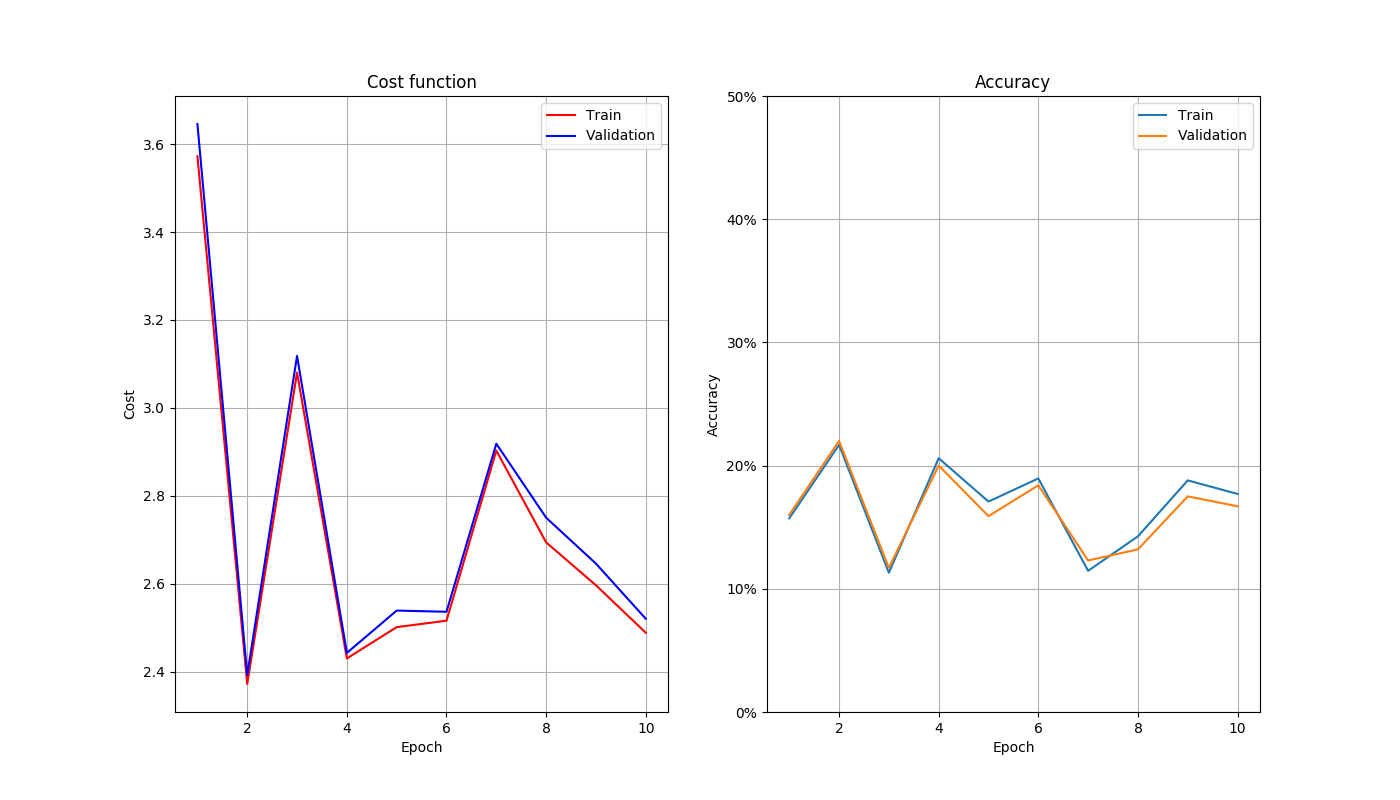 Cost function
Train
Validation
3.6
3.4
3.2
3.0
2.8
2.6
2.4
Cost
2 4 6 8 10
Epoch
Accuracy
Train
Validation
50%
40%
30%
20%
10%
0%
Accuracy
2 4 6 8 10
Epoch